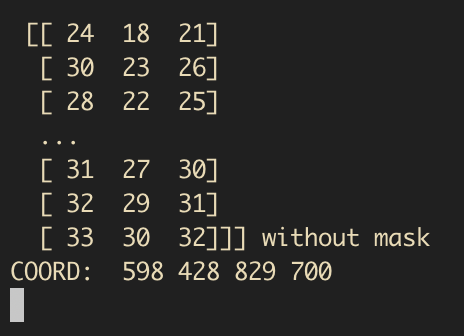 [[ 24 18 21]
[ 30 23 26]
[ 28 22 25]
...
[ 31 27 30]
[ 32 29 31]
[ 33 30 32]]] without mask
COORD: 598 428 829 700